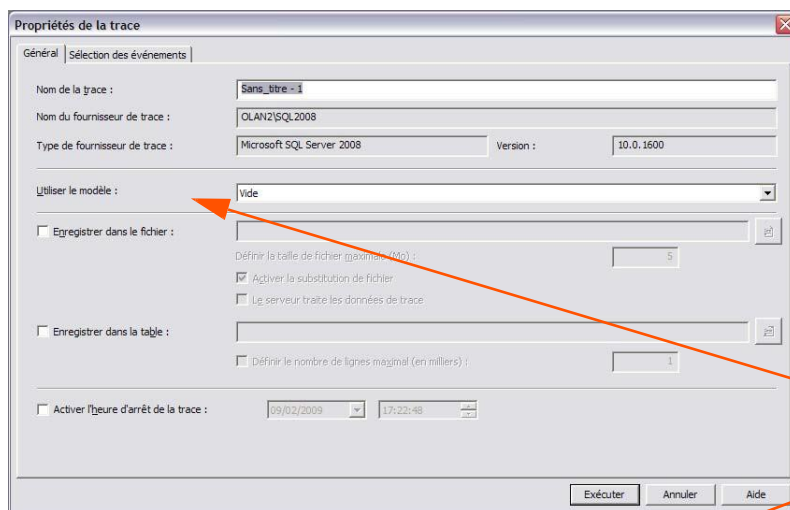 Propriétés de la trace
Général Sélection des événements
Nom de la trace : Sans_titre - 1
Nom du fournisseur de trace : OLAN2\SQL2008
Type de fournisseur de trace : Microsoft SQL Server 2008 Version : 10.0.1600
Utiliser le modèle : Vide
Enregistrer dans le fichier :
Définir la taille de fichier maximale (Mo) : 5
Activer la substitution de fichier
Le serveur traite les données de trace
Enregistrer dans la table :
Définir le nombre de lignes maximal (en milliers) : 1
Activer l'heure d'arrêt de la trace : 09/02/2009 17:22:48
Exécuter Annuler Aide